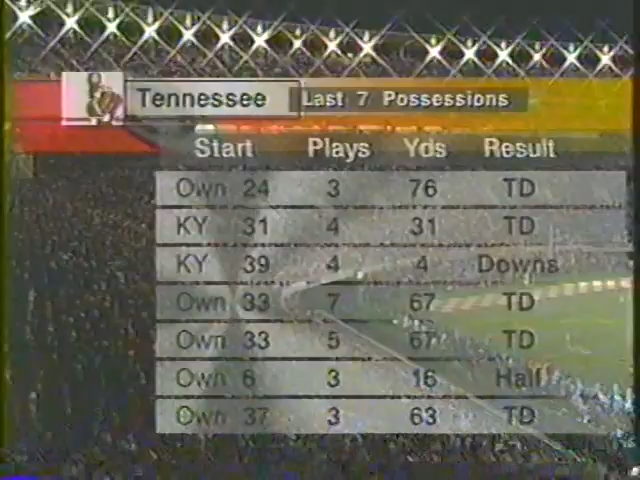 Tennessee Last 7 Possessions
Start Plays Yds Result
Own 24 3 76 TD
KY 31 4 31 TD
KY 39 4 4 Downs
Own 33 7 67 TD
Own 33 5 67 TD
Own 6 3 16 Half
Own 37 3 63 TD